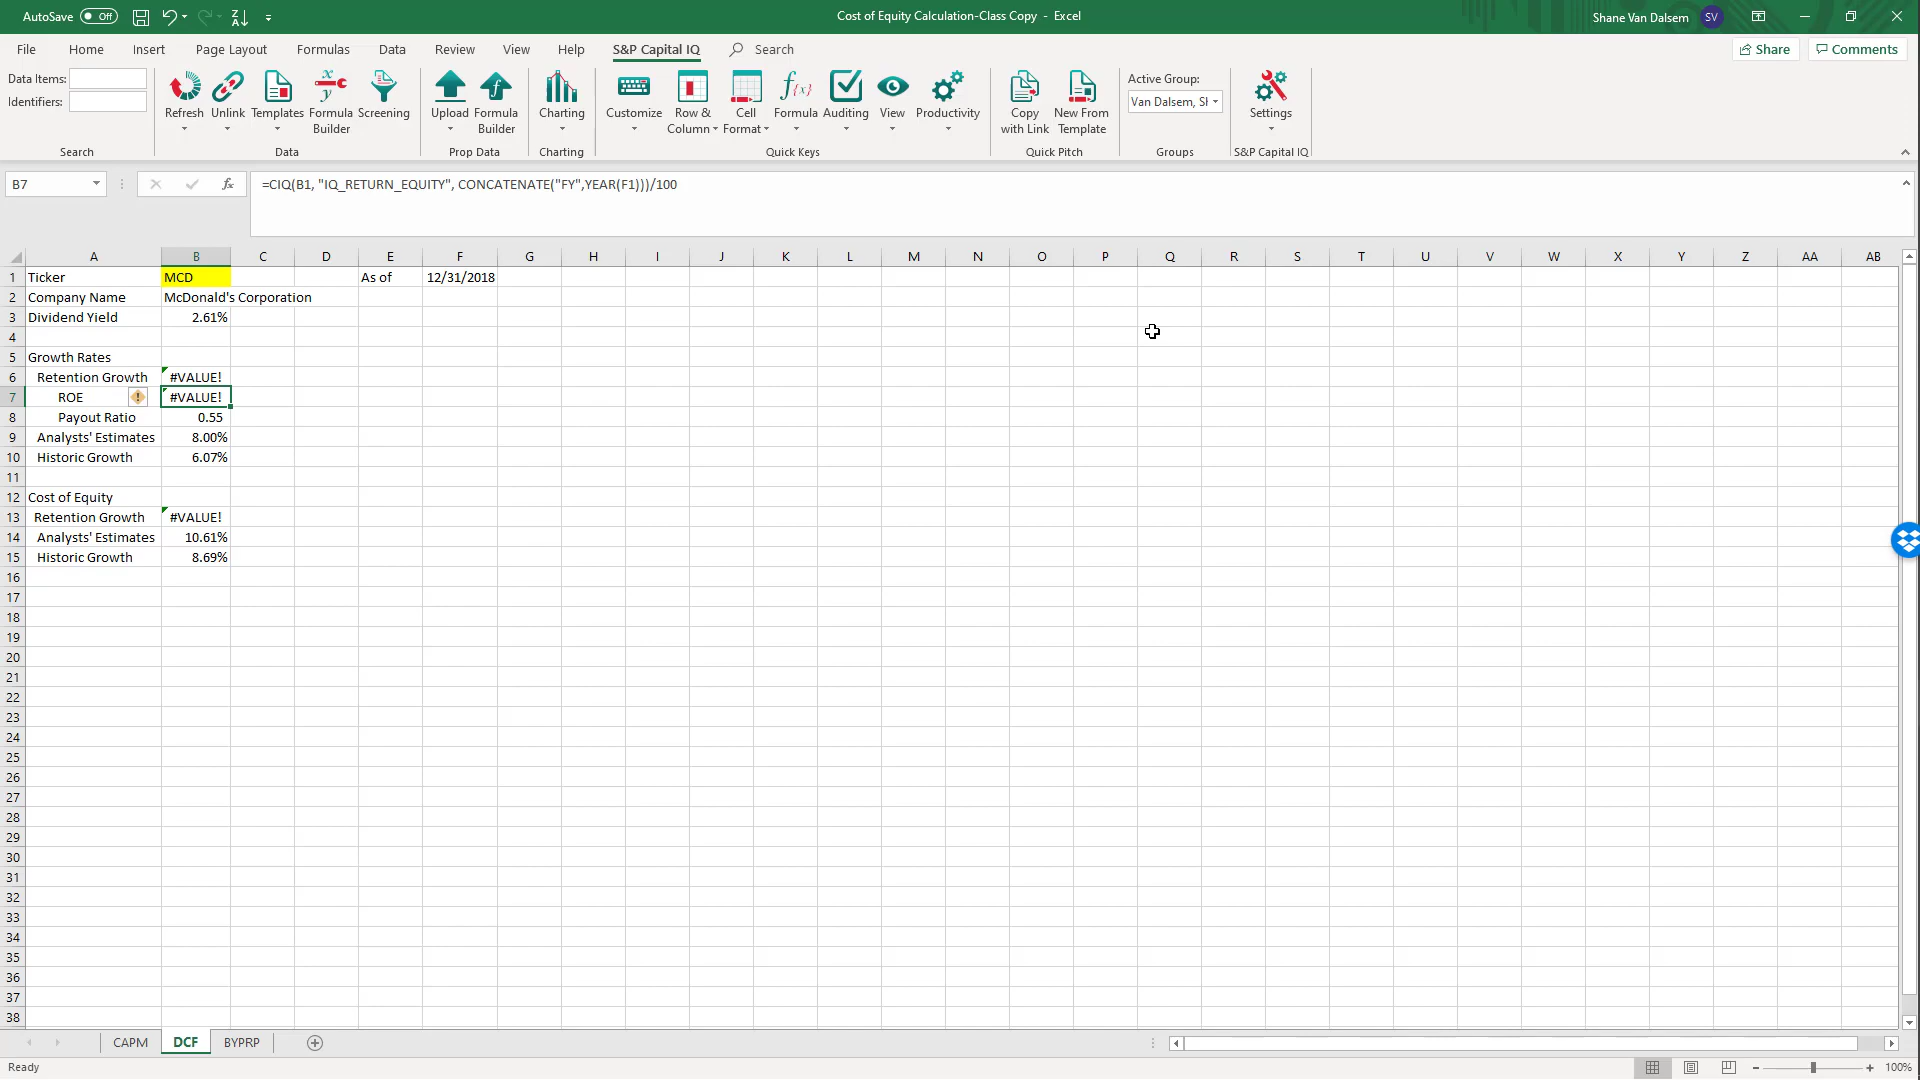 AutoSave Off
Cost of Equity Calculation-Class Copy - Excel
Shane Van Dalsem SV
File Home Insert Page Layout Formulas Data Review View Help S&P Capital IQ Search
Share Comments
Data Items:
Identifiers:
Search
Refresh Unlink Templates Formula Builder Screening
Data
Upload Formula Builder
Prop Data
Charting
Charting
Customize Row & Column Cell Format Formula Auditing View Productivity
Quick Keys
Copy with Link New From Template
Quick Pitch
Active Group:
Van Dalsem, Sh
Groups
Settings
S&P Capital IQ
B7 fx =CIQ(B1, "IQ_RETURN_EQUITY", CONCATENATE("FY",YEAR(F1)))/100
A B C D E F G H I J K L M N O P Q R S T U V W X Y Z AA AB
1 Ticker MCD As of 12/31/2018
2 Company Name McDonald's Corporation
3 Dividend Yield 2.61%
4
5 Growth Rates
6 Retention Growth #VALUE!
7 ROE #VALUE!
8 Payout Ratio 0.55
9 Analysts' Estimates 8.00%
10 Historic Growth 6.07%
11
12 Cost of Equity
13 Retention Growth #VALUE!
14 Analysts' Estimates 10.61%
15 Historic Growth 8.69%
16
17
18
19
20
21
22
23
24
25
26
27
28
29
30
31
32
33
34
35
36
37
38
CAPM DCF BYPRP
Ready
100%